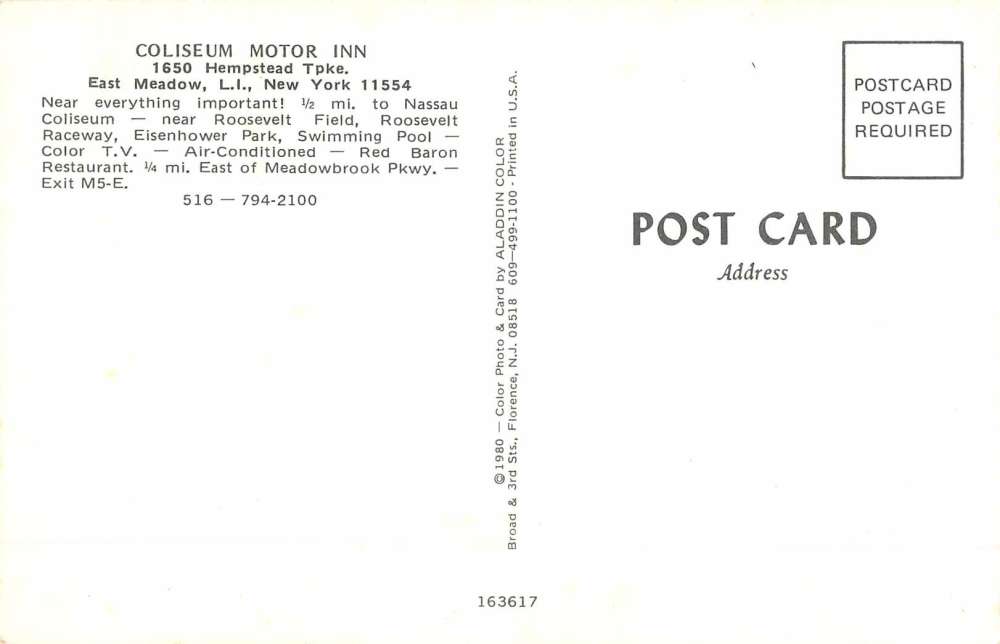 COLISEUM MOTOR INN
1650 Hempstead Tpke.
East Meadow, L.I., New York 11554
Near everything important! ½ mi. to Nassau
Coliseum — near Roosevelt Field, Roosevelt
Raceway, Eisenhower Park, Swimming Pool —
Color T.V. — Air-Conditioned — Red Baron
Restaurant. ¼ mi. East of Meadowbrook Pkwy. —
Exit M5-E.
516 — 794-2100
©1980 — Color Photo & Card by ALADDIN COLOR
Broad & 3rd Sts., Florence, N.J. 08518 609—499-1100 - Printed in U.S.A.
POSTCARD
POSTAGE
REQUIRED
POST CARD
Address
163617